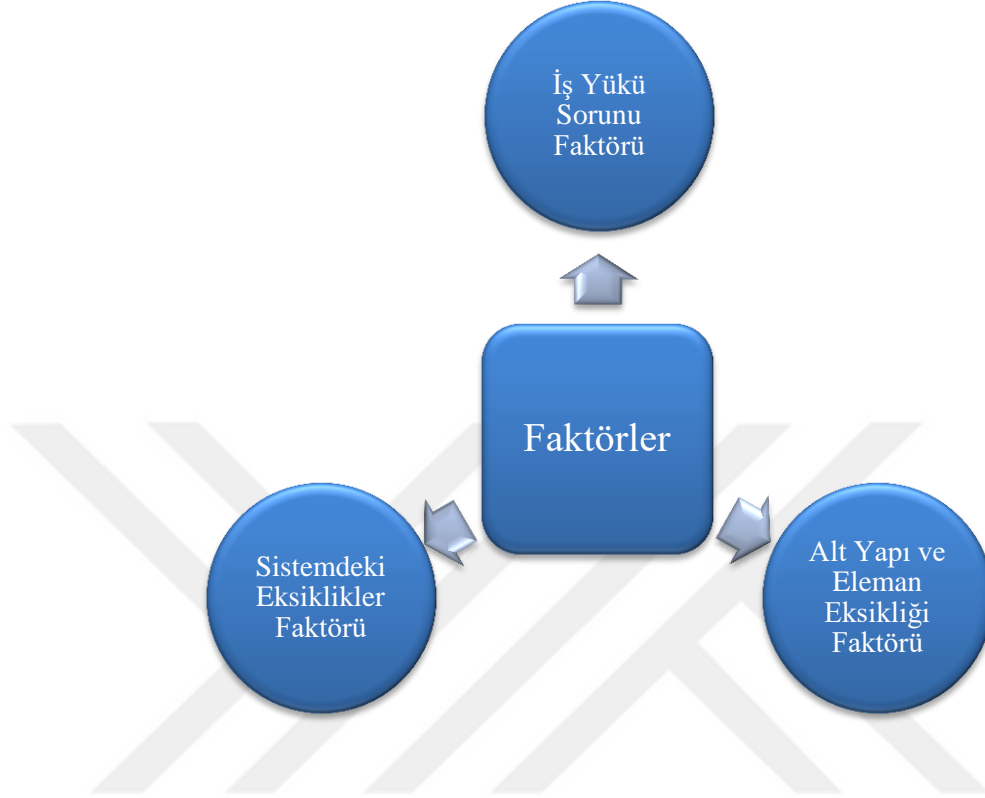 İş Yükü
Sorunu
Faktörü
Faktörler
Sistemdeki
Eksiklikler
Faktörü
Alt Yapı ve
Eleman
Eksikliği
Faktörü